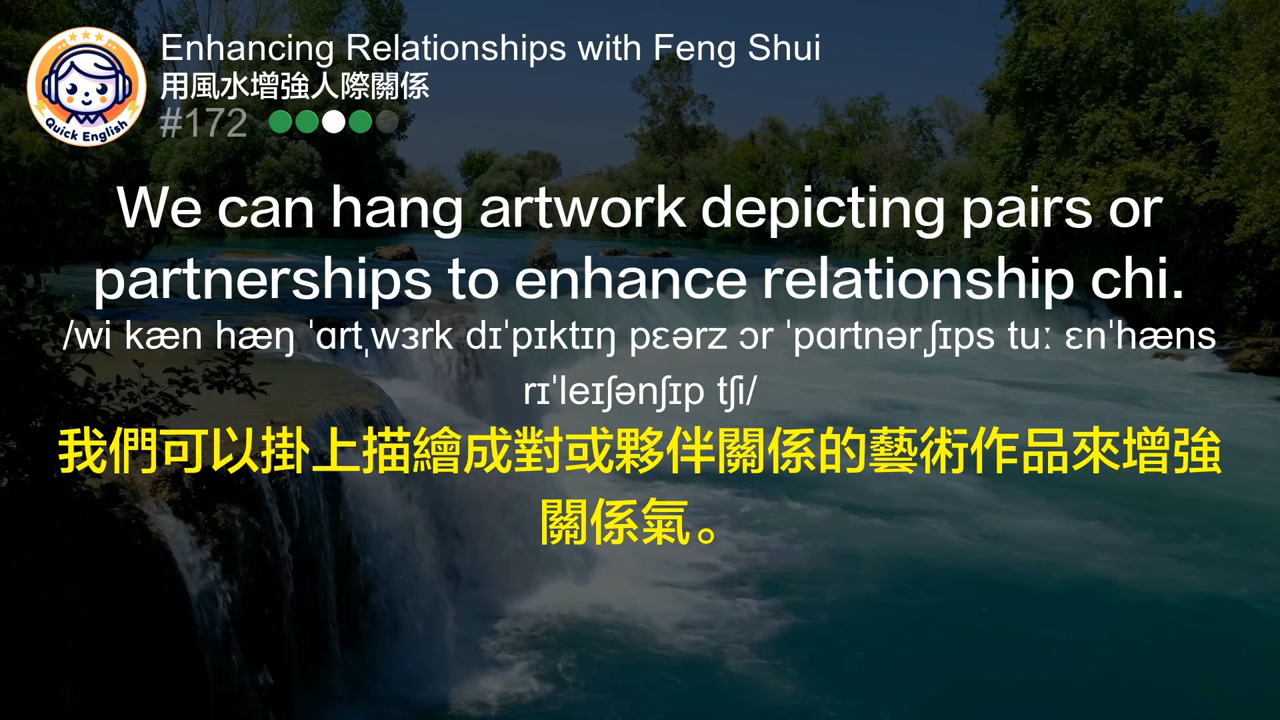 Quick English
Enhancing Relationships with Feng Shui
用風水增強人際關係
#172
We can hang artwork depicting pairs or
partnerships to enhance relationship chi.
/wi kæn hæŋ ˈɑrtˌwɜrk dɪˈpɪktɪŋ pɛərz ɔr ˈpɑrtnərˌʃɪps tuː ɛnˈhæns
rɪˈleɪʃənʃɪp tʃi/
我們可以掛上描繪成對或夥伴關係的藝術作品來增強
關係氣。